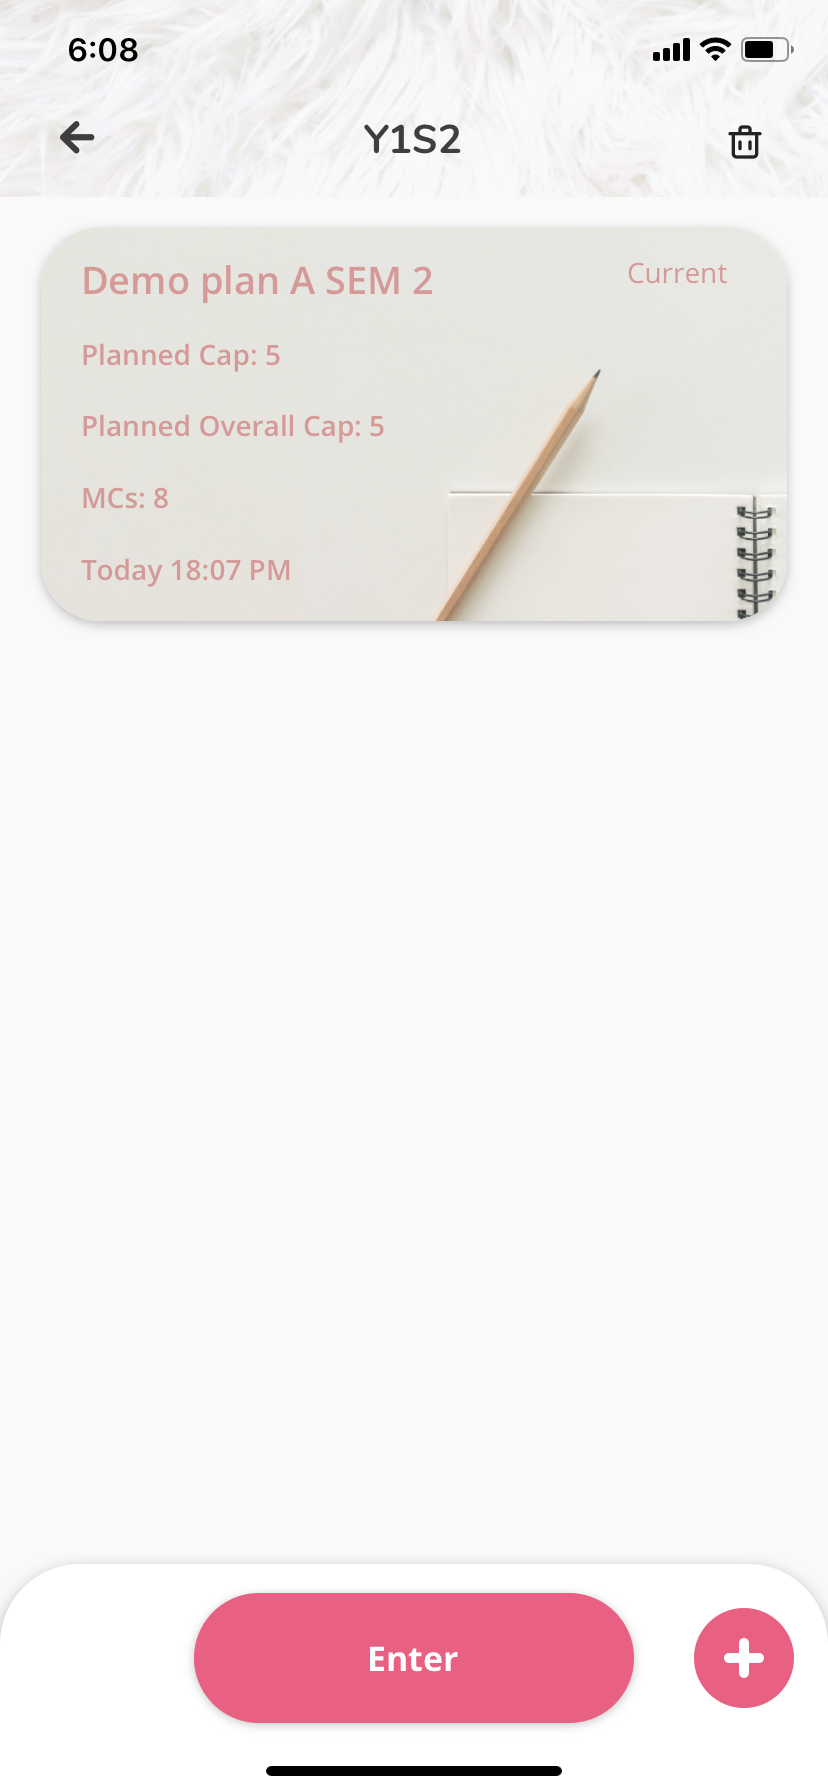 6:08
Y1S2
Demo plan A SEM 2
Current
Planned Cap: 5
Planned Overall Cap: 5
MCs: 8
Today 18:07 PM
Enter